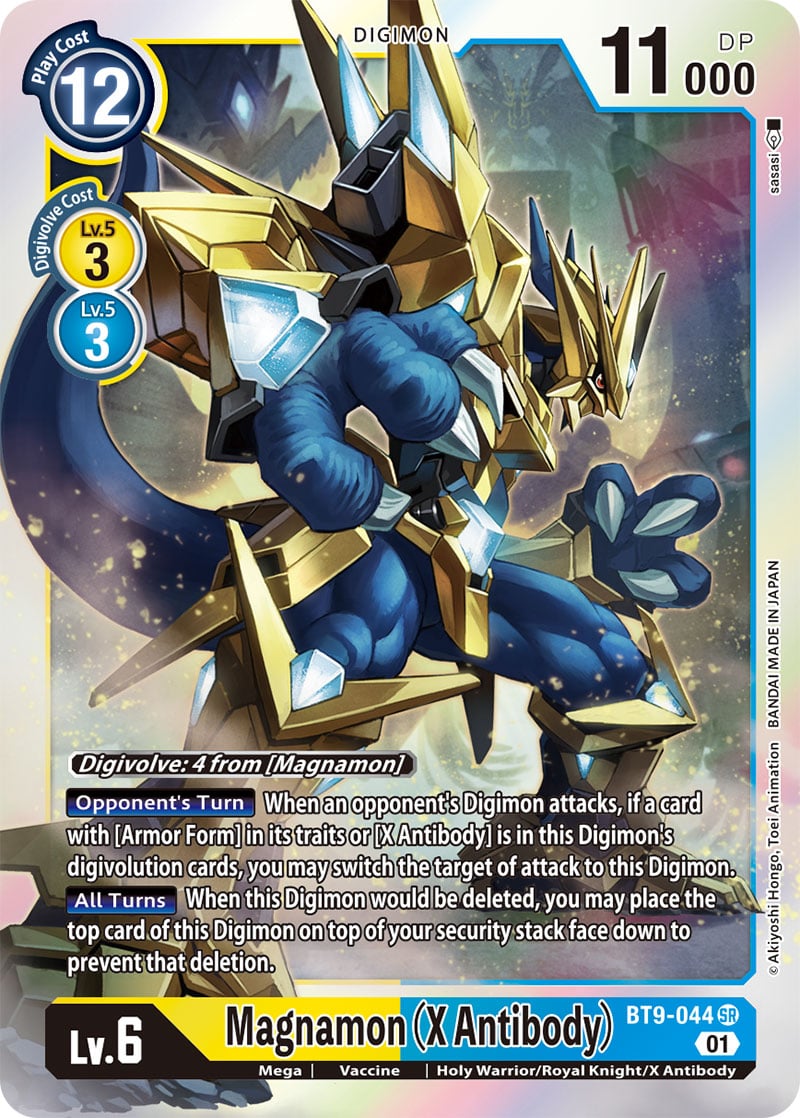 DIGIMON
Play Cost
12
11000
DP
Digivolve Cost
Lv.5
3
Lv.5
3
sasasi
BANDAI MADE IN JAPAN
© Akiyoshi Hongo, Toei Animation
Digivolve: 4 from [Magnamon]
Opponent's Turn When an opponent's Digimon attacks, if a card
with [Armor Form] in its traits or [X Antibody] is in this Digimon's
digivolution cards, you may switch the target of attack to this Digimon.
All Turns When this Digimon would be deleted, you may place the
top card of this Digimon on top of your security stack face down to
prevent that deletion.
Lv.6
Magnamon (X Antibody)
BT9-044 SR
01
Mega | Vaccine | Holy Warrior/Royal Knight/X Antibody